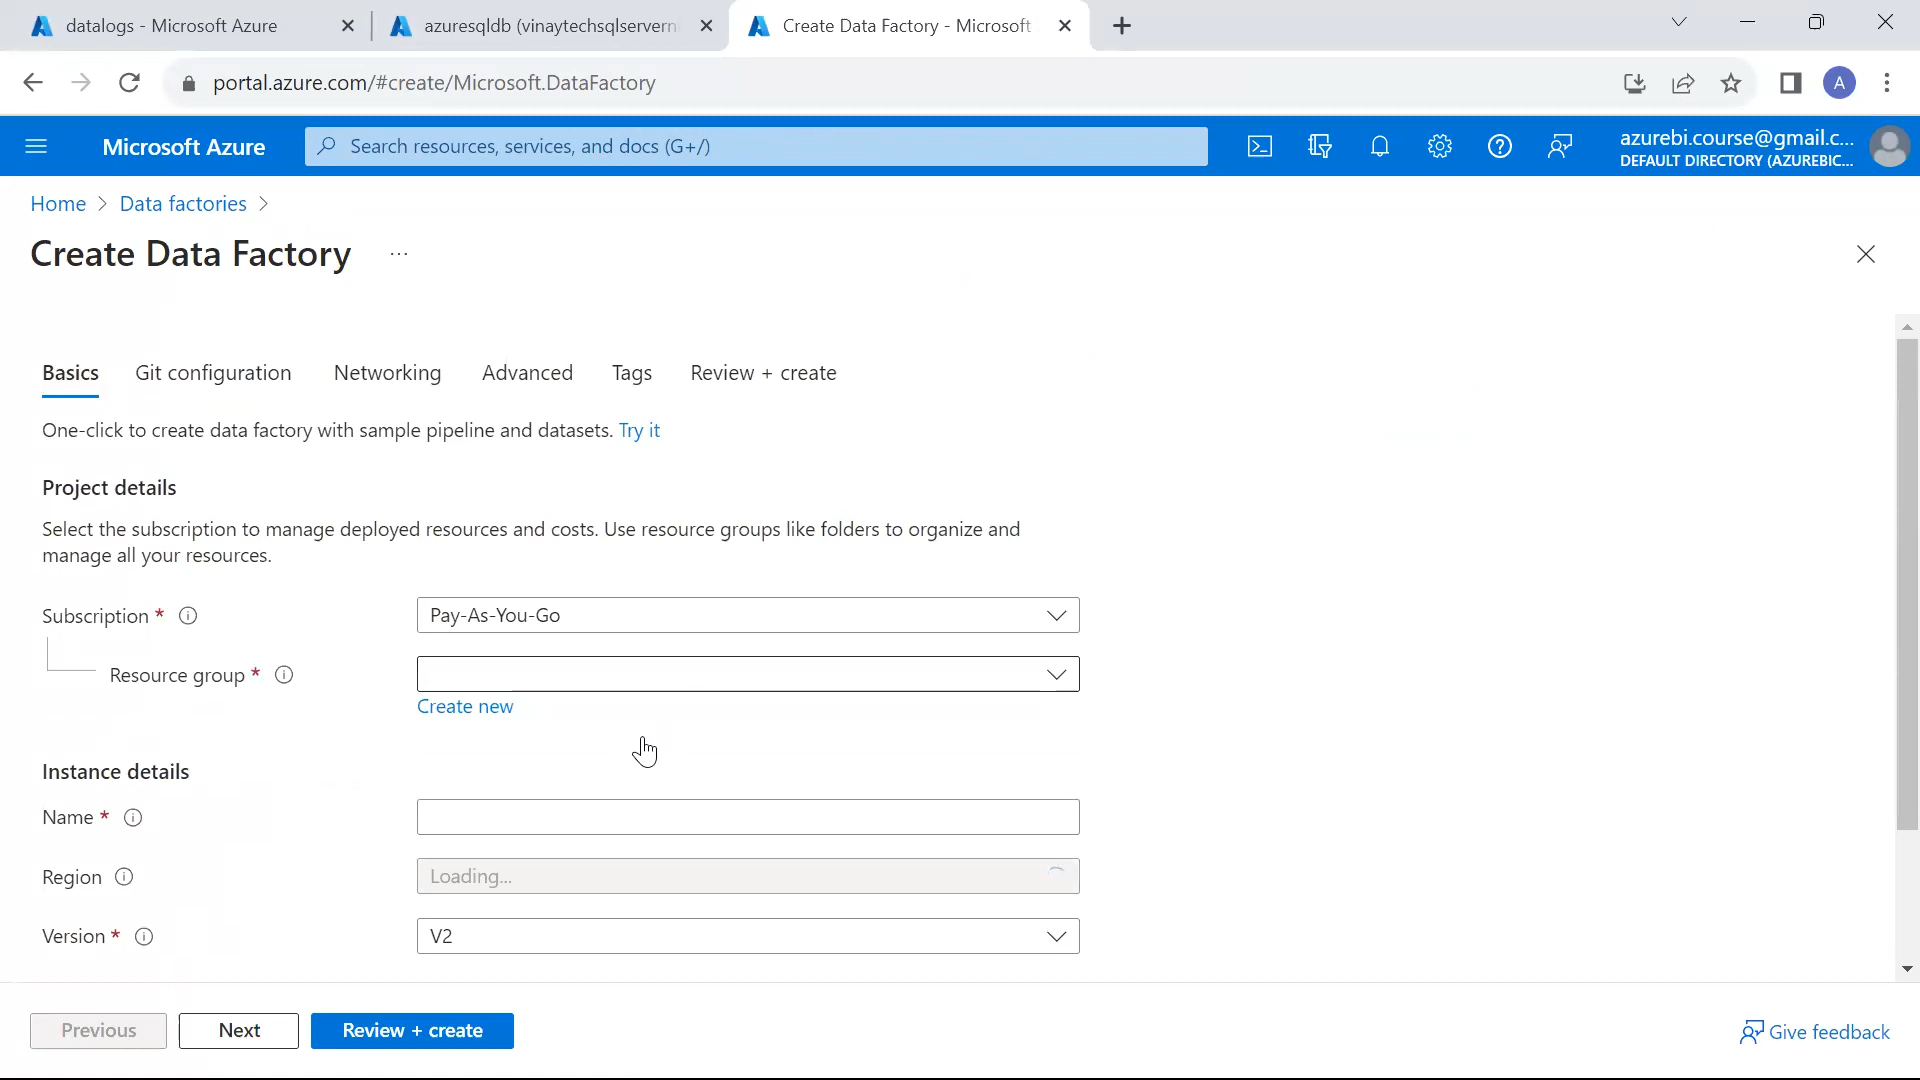 datalogs - Microsoft Azure
azuresqldb (vinaytechsqlservern
Create Data Factory - Microsoft
portal.azure.com/#create/Microsoft.DataFactory
A
Microsoft Azure
Search resources, services, and docs (G+/)
azurebi.course@gmail.c...
DEFAULT DIRECTORY (AZUREBIC...
Home > Data factories >
Create Data Factory ...
Basics Git configuration Networking Advanced Tags Review + create
One-click to create data factory with sample pipeline and datasets. Try it
Project details
Select the subscription to manage deployed resources and costs. Use resource groups like folders to organize and
manage all your resources.
Subscription * Pay-As-You-Go
Resource group *
Create new
Instance details
Name *
Region Loading...
Version * V2
Previous Next Review + create Give feedback